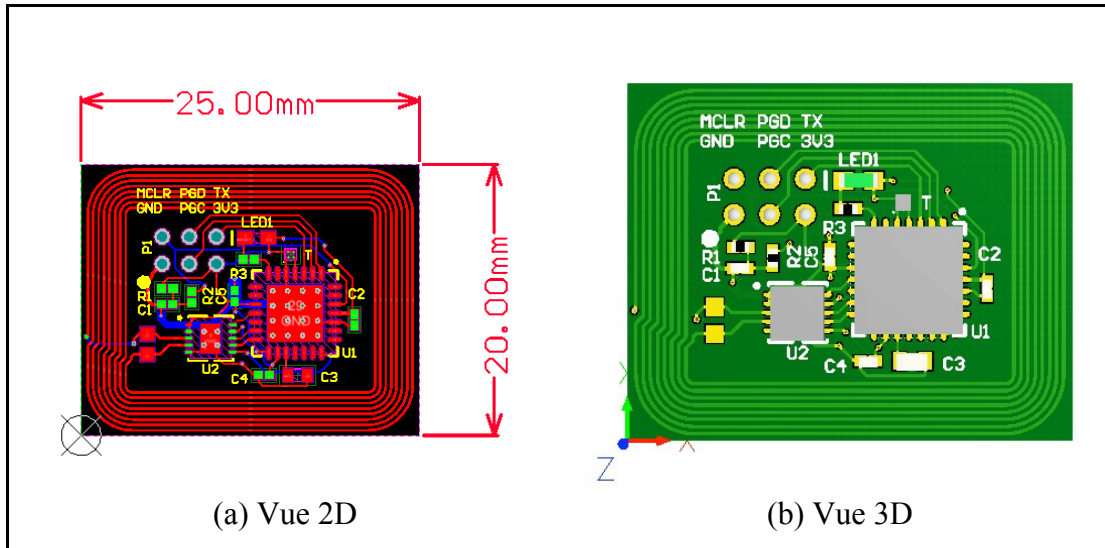 25.00mm
20.00mm
MCLR PGD TX
GND PGC 3V3
LED1
P1
T
R3
R1
C1
R2
C5
C2
29
GND
U1
U2
C4
C3
(a) Vue 2D
MCLR PGD TX
GND PGC 3V3
LED1
P1
T
R3
R1
C1
R2
C5
C2
U1
U2
C4
C3
X
Z
X
(b) Vue 3D